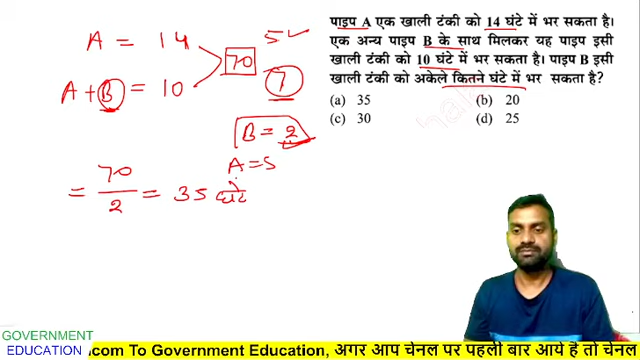 पाइप A एक खाली टंकी को 14 घंटे में भर सकता है।
एक अन्य पाइप B के साथ मिलकर यह पाइप इसी
खाली टंकी को 10 घंटे में भर सकता है। पाइप B इसी
खाली टंकी को अकेले कितने घंटे में भर सकता है?
(a) 35 (b) 20
(c) 30 (d) 25
A = 14
A + B = 10
70
5
7
B = 2
A = 5
= 70/2 = 35 घंटे
GOVERNMENT
EDUCATION
com To Government Education, अगर आप चेनल पर पहली बार आये है तो चेनल